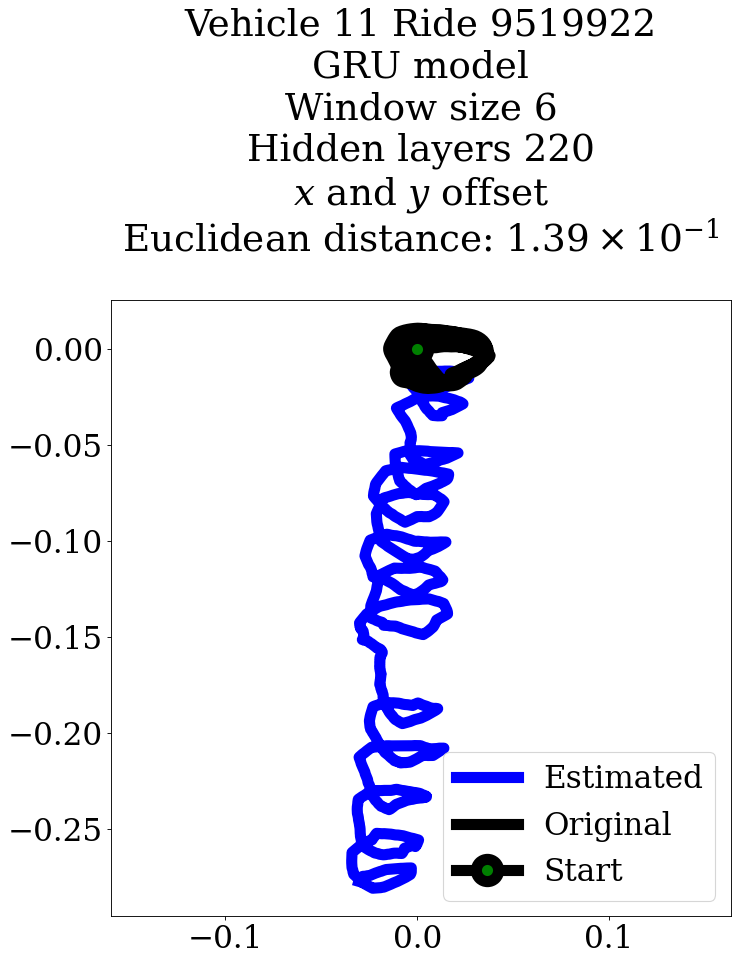 Vehicle 11 Ride 9519922
GRU model
Window size 6
Hidden layers 220
x and y offset
Euclidean distance: 1.39 × 10⁻¹
0.00
−0.05
−0.10
−0.15
−0.20
−0.25
Estimated
Original
Start
−0.1
0.0
0.1